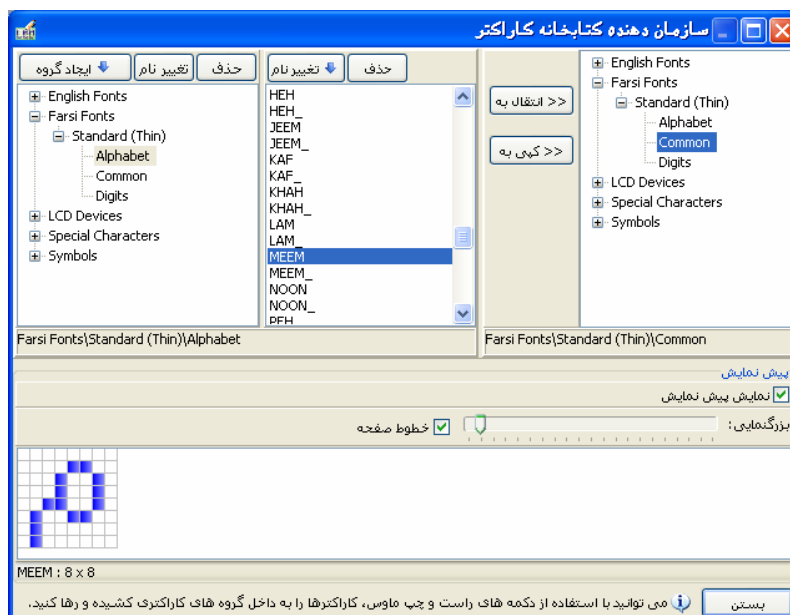 سازمان دهنده کتابخانه کاراکتر
ایجاد گروه
تغییر نام
حذف
English Fonts
Farsi Fonts
Standard (Thin)
Alphabet
Common
Digits
LCD Devices
Special Characters
Symbols
Farsi Fonts\Standard (Thin)\Alphabet
تغییر نام
حذف
HEH
HEH_
JEEM
JEEM_
KAF
KAF_
KHAH
KHAH_
LAM
LAM_
MEEM
MEEM_
NOON
NOON_
PEH
<< انتقال به
<< کپی به
English Fonts
Farsi Fonts
Standard (Thin)
Alphabet
Common
Digits
LCD Devices
Special Characters
Symbols
Farsi Fonts\Standard (Thin)\Common
پیش نمایش
نمایش پیش نمایش
بزرگنمایی:
خطوط صفحه
MEEM : 8 x 8
می توانید با استفاده از دکمه های راست و چپ ماوس، کاراکترها را به داخل گروه های کاراکتری کشیده و رها کنید.
بستن